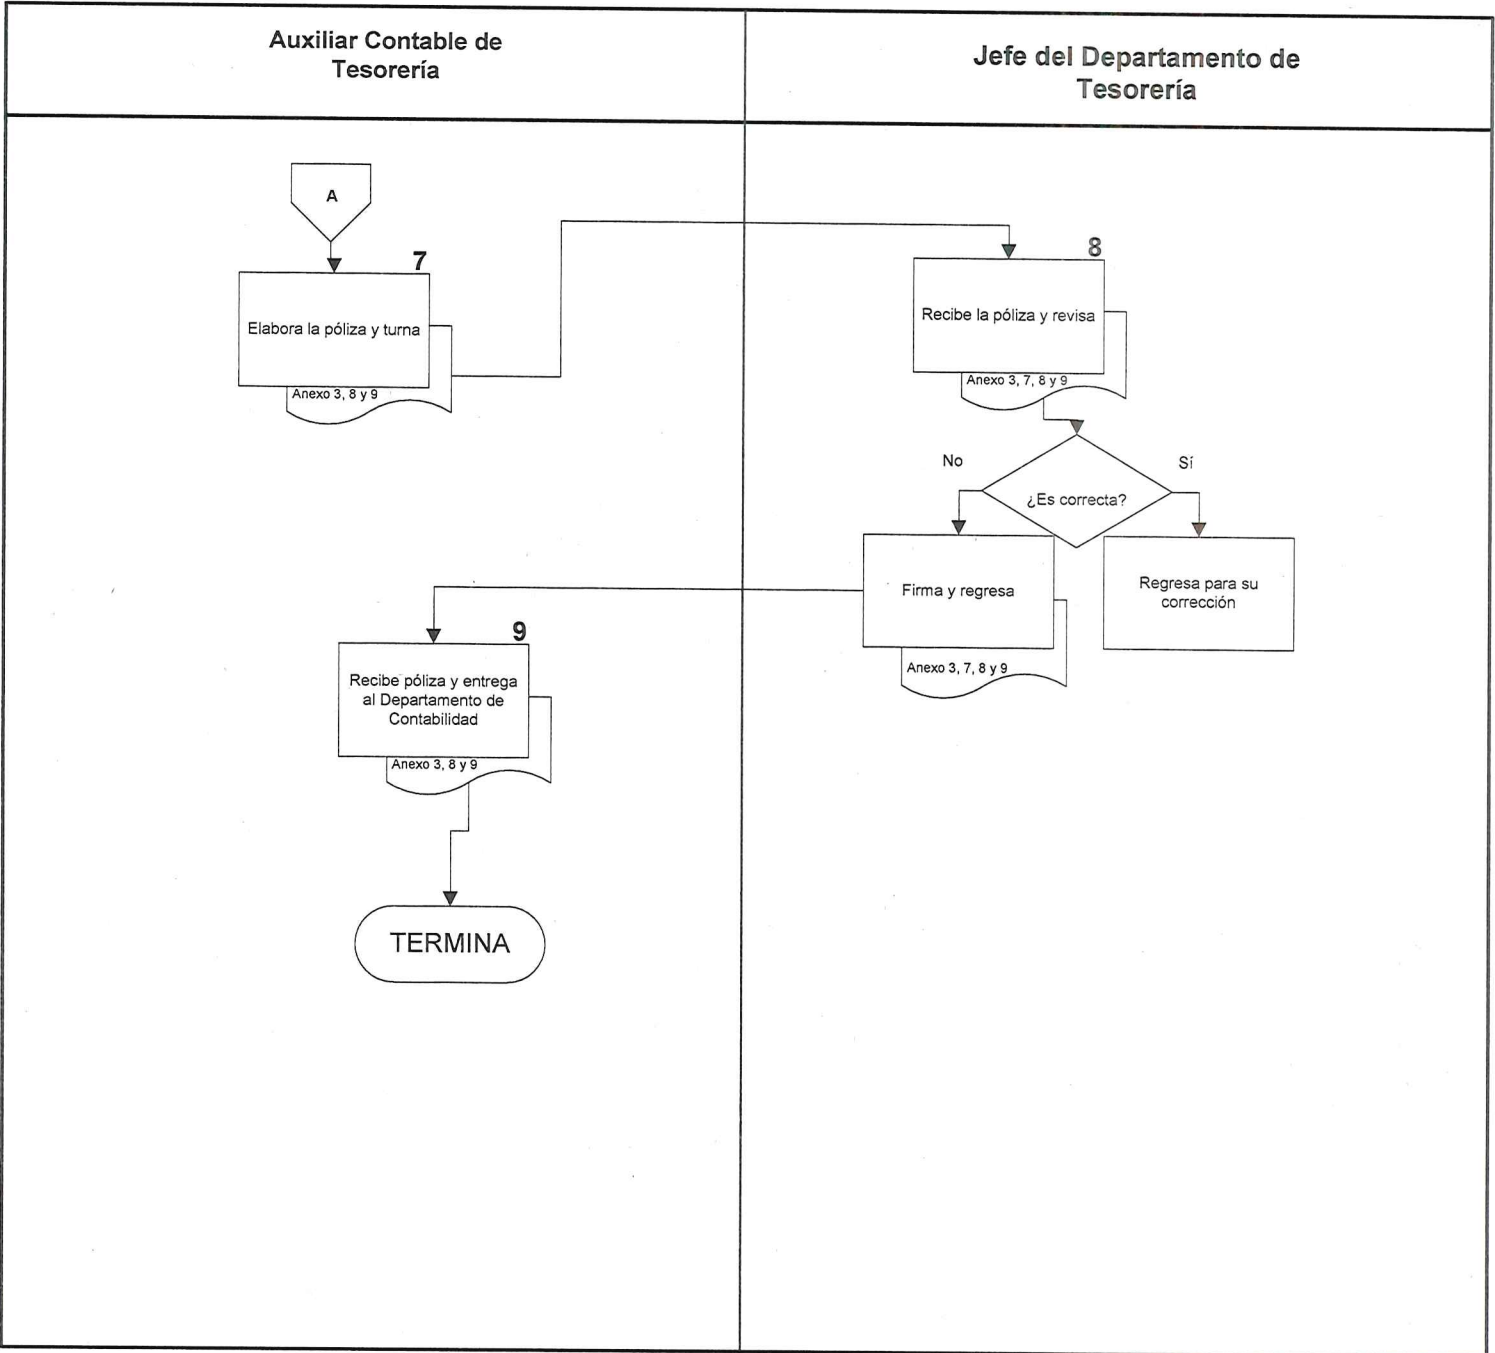 Auxiliar Contable de
Tesorería
Jefe del Departamento de
Tesorería
A
7
Elabora la póliza y turna
Anexo 3, 8 y 9
8
Recibe la póliza y revisa
Anexo 3, 7, 8 y 9
No
Sí
¿Es correcta?
Firma y regresa
Anexo 3, 7, 8 y 9
Regresa para su
corrección
9
Recibe póliza y entrega
al Departamento de
Contabilidad
Anexo 3, 8 y 9
TERMINA